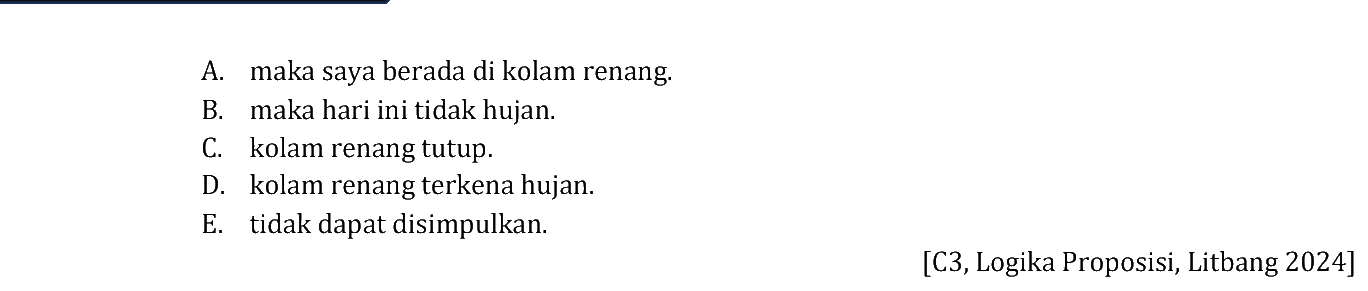 A. maka saya berada di kolam renang.
B. maka hari ini tidak hujan.
C. kolam renang tutup.
D. kolam renang terkena hujan.
E. tidak dapat disimpulkan.
[C3, Logika Proposisi, Litbang 2024]